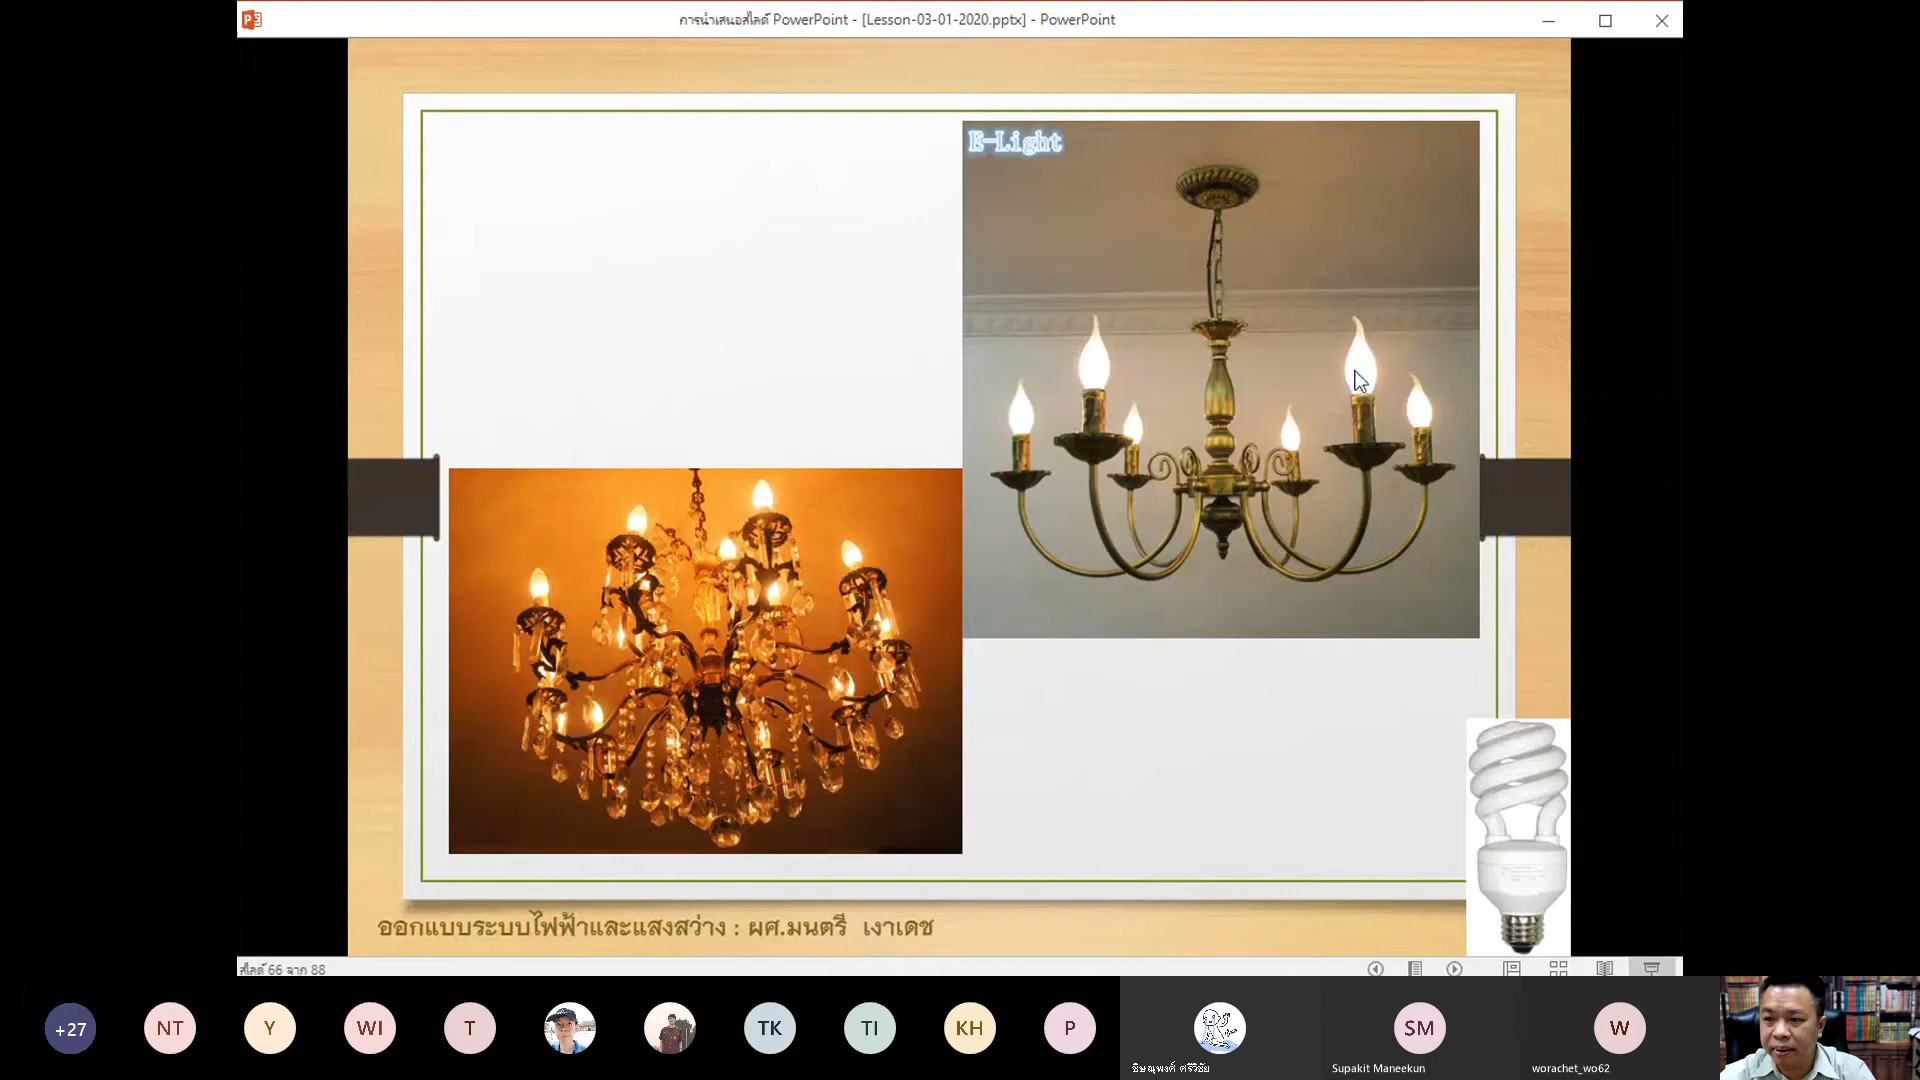 การนำเสนอสไลด์ PowerPoint - [Lesson-03-01-2020.pptx] - PowerPoint
E-Light
ออกแบบระบบไฟฟ้าและแสงสว่าง : ผศ.มนตรี เงาเดช
สไลด์ 66 จาก 88
+27
NT
Y
WI
T
TK
TI
KH
P
SM
W
Supakit Maneekun
worachet_wo62